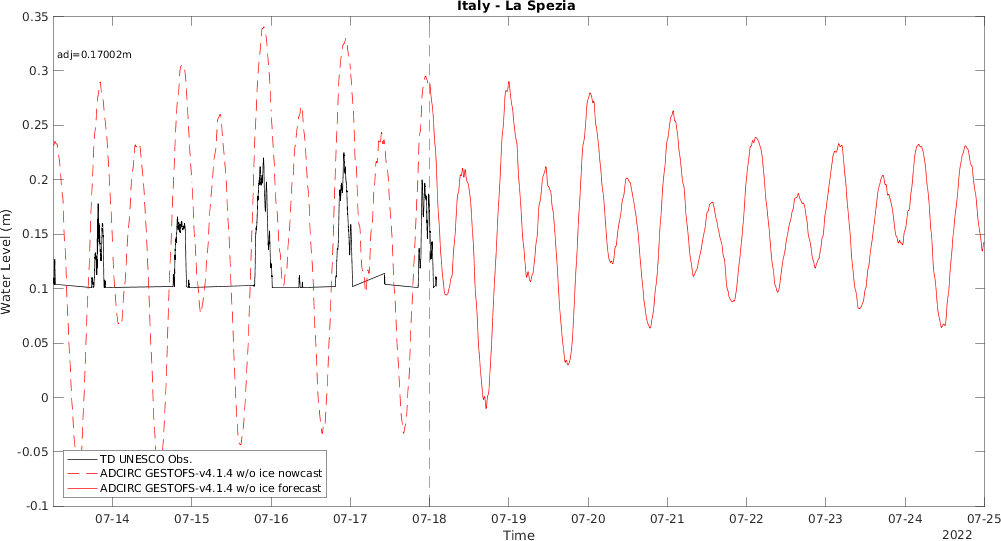 Italy - La Spezia
adj=0.17002m
0.35
0.3
0.25
0.2
0.15
0.1
0.05
0
-0.05
-0.1
Water Level (m)
TD UNESCO Obs.
ADCIRC GESTOFS-v4.1.4 w/o ice nowcast
ADCIRC GESTOFS-v4.1.4 w/o ice forecast
07-14 07-15 07-16 07-17 07-18 07-19 07-20 07-21 07-22 07-23 07-24 07-25
Time
2022